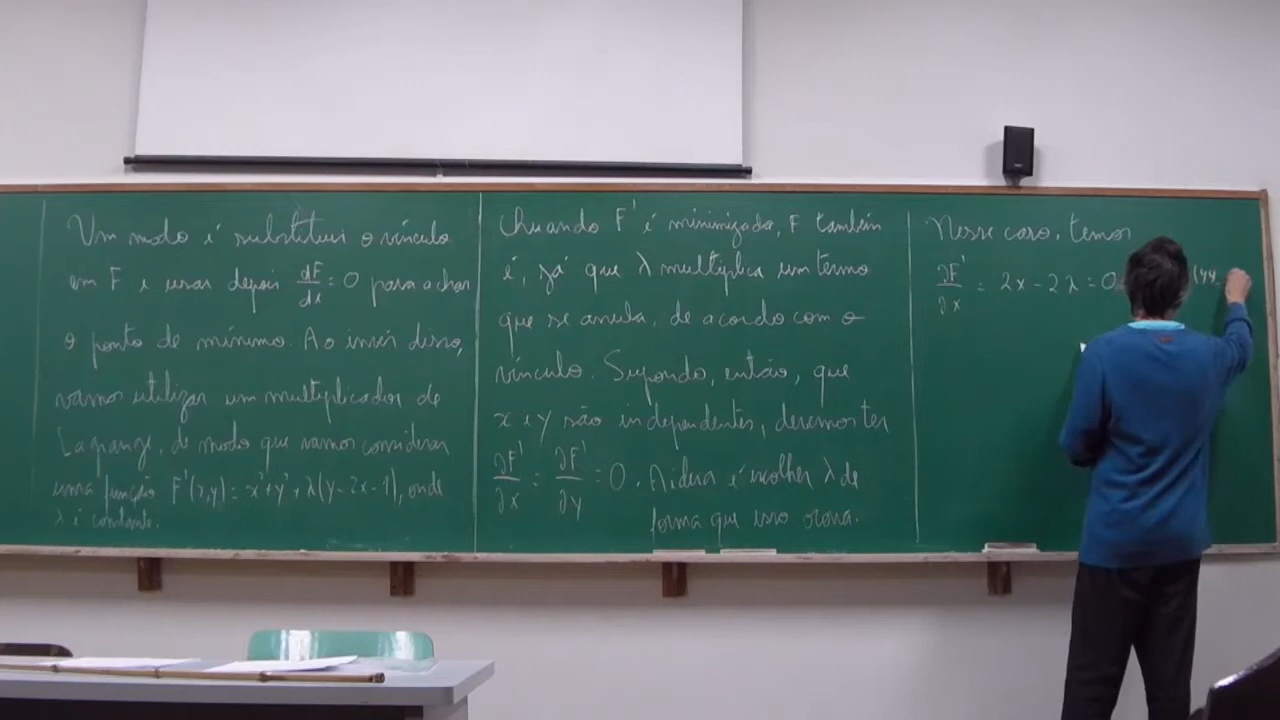 Um modo é substituir o vínculo
em F e usar depois dF/dx = 0 para achar
o ponto de mínimo. Ao invés disso,
vamos utilizar um multiplicador de
Lagrange, de modo que vamos considerar
uma função F'(x,y) = x²+y²+λ(y-2x-1), onde
λ é constante.
Quando F' é minimizada, F também
é, já que λ multiplica um termo
que se anula, de acordo com o
vínculo. Supondo, então, que
x e y são independentes, devemos ter
∂F'/∂x = ∂F'/∂y = 0. A ideia é escolher λ de
forma que isso ocorra.
Nesse caso, temos
∂F'/∂x = 2x - 2λ = 0